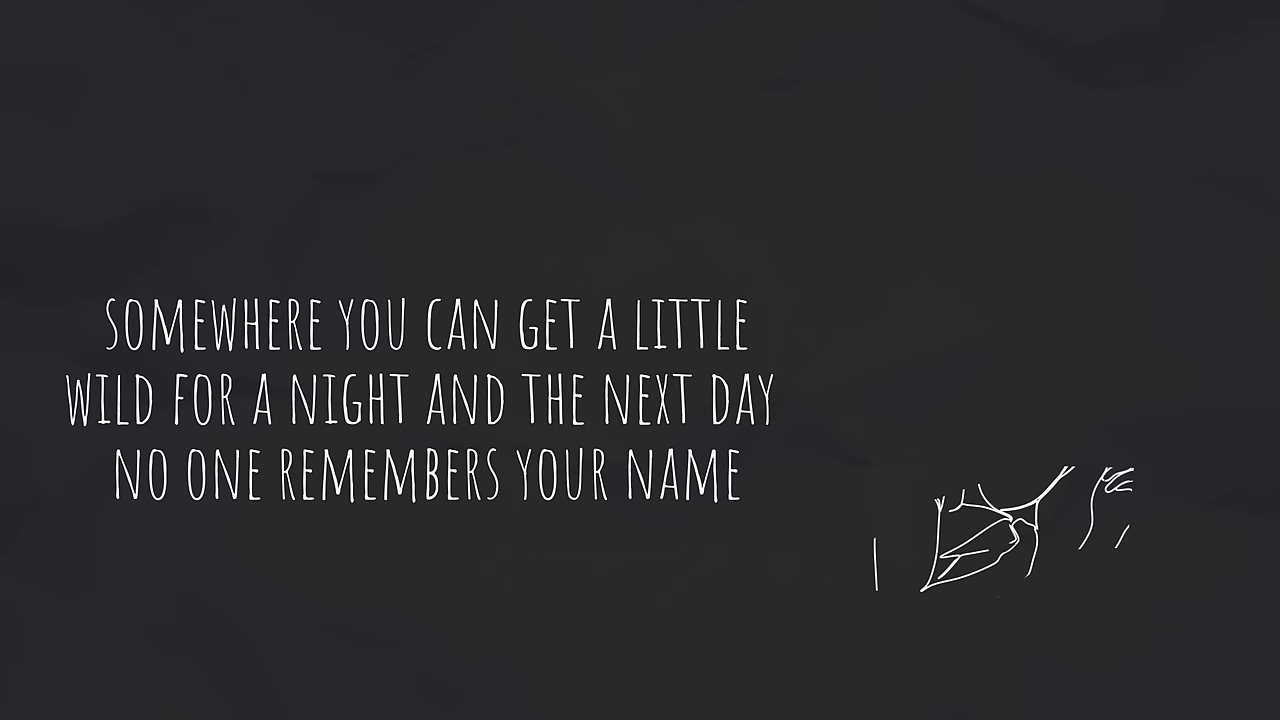 SOMEWHERE YOU CAN GET A LITTLE
WILD FOR A NIGHT AND THE NEXT DAY
NO ONE REMEMBERS YOUR NAME